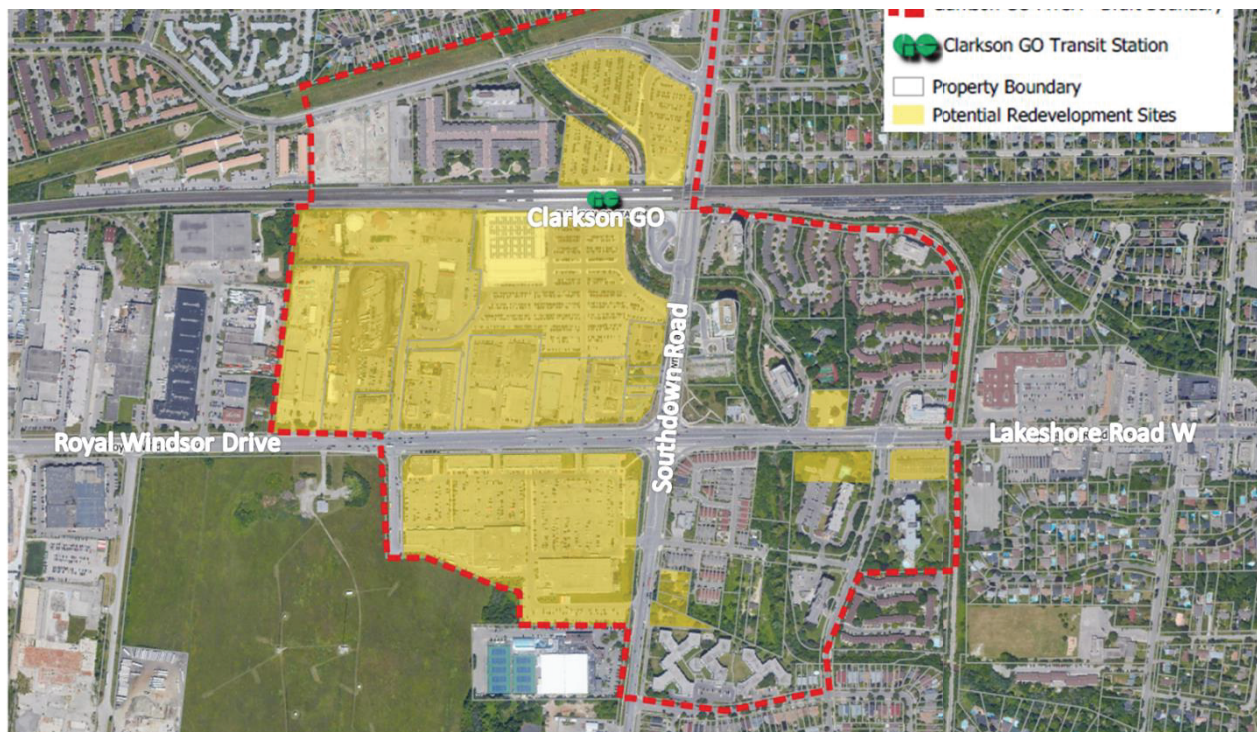 Clarkson GO Transit Station
Property Boundary
Potential Redevelopment Sites
Clarkson GO
Southdown Road
Royal Windsor Drive
Lakeshore Road W